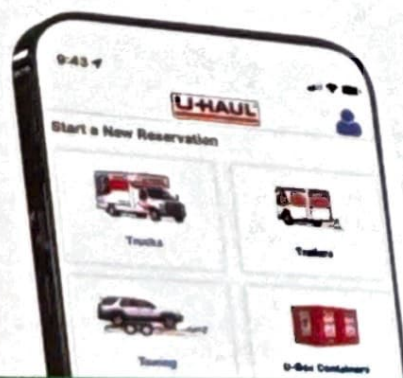 9:43
U-HAUL
Start a New Reservation
Trucks
Trailers
Towing
U-Box Containers